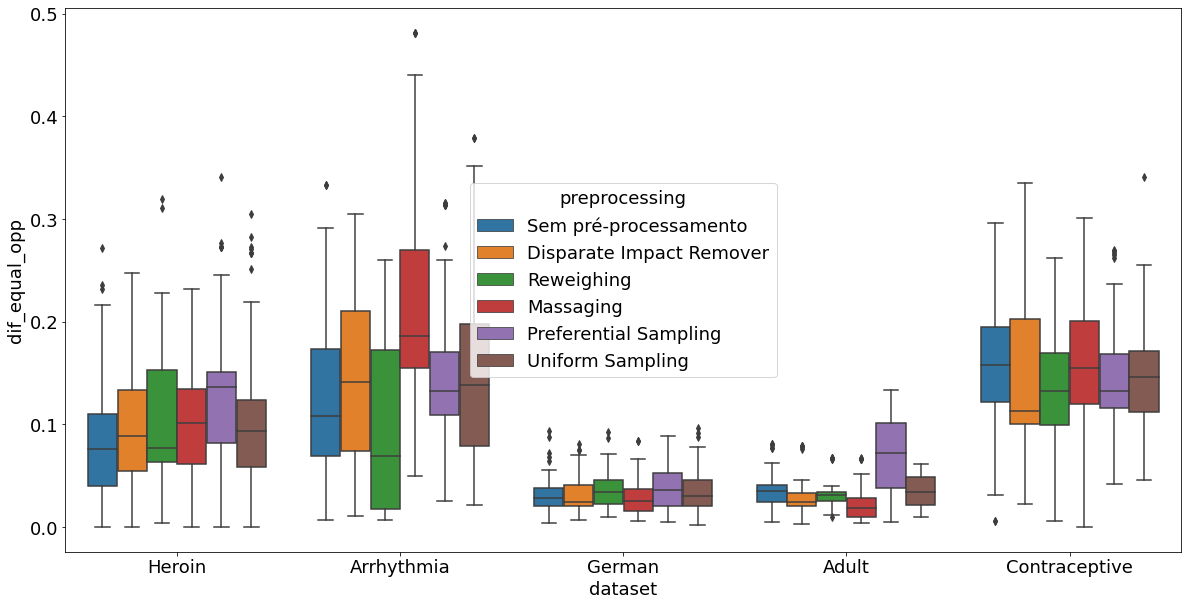 0.5
0.4
0.3
0.2
0.1
0.0
dif_equal_opp
preprocessing
Sem pré-processamento
Disparate Impact Remover
Reweighing
Massaging
Preferential Sampling
Uniform Sampling
Heroin Arrhythmia German Adult Contraceptive
dataset